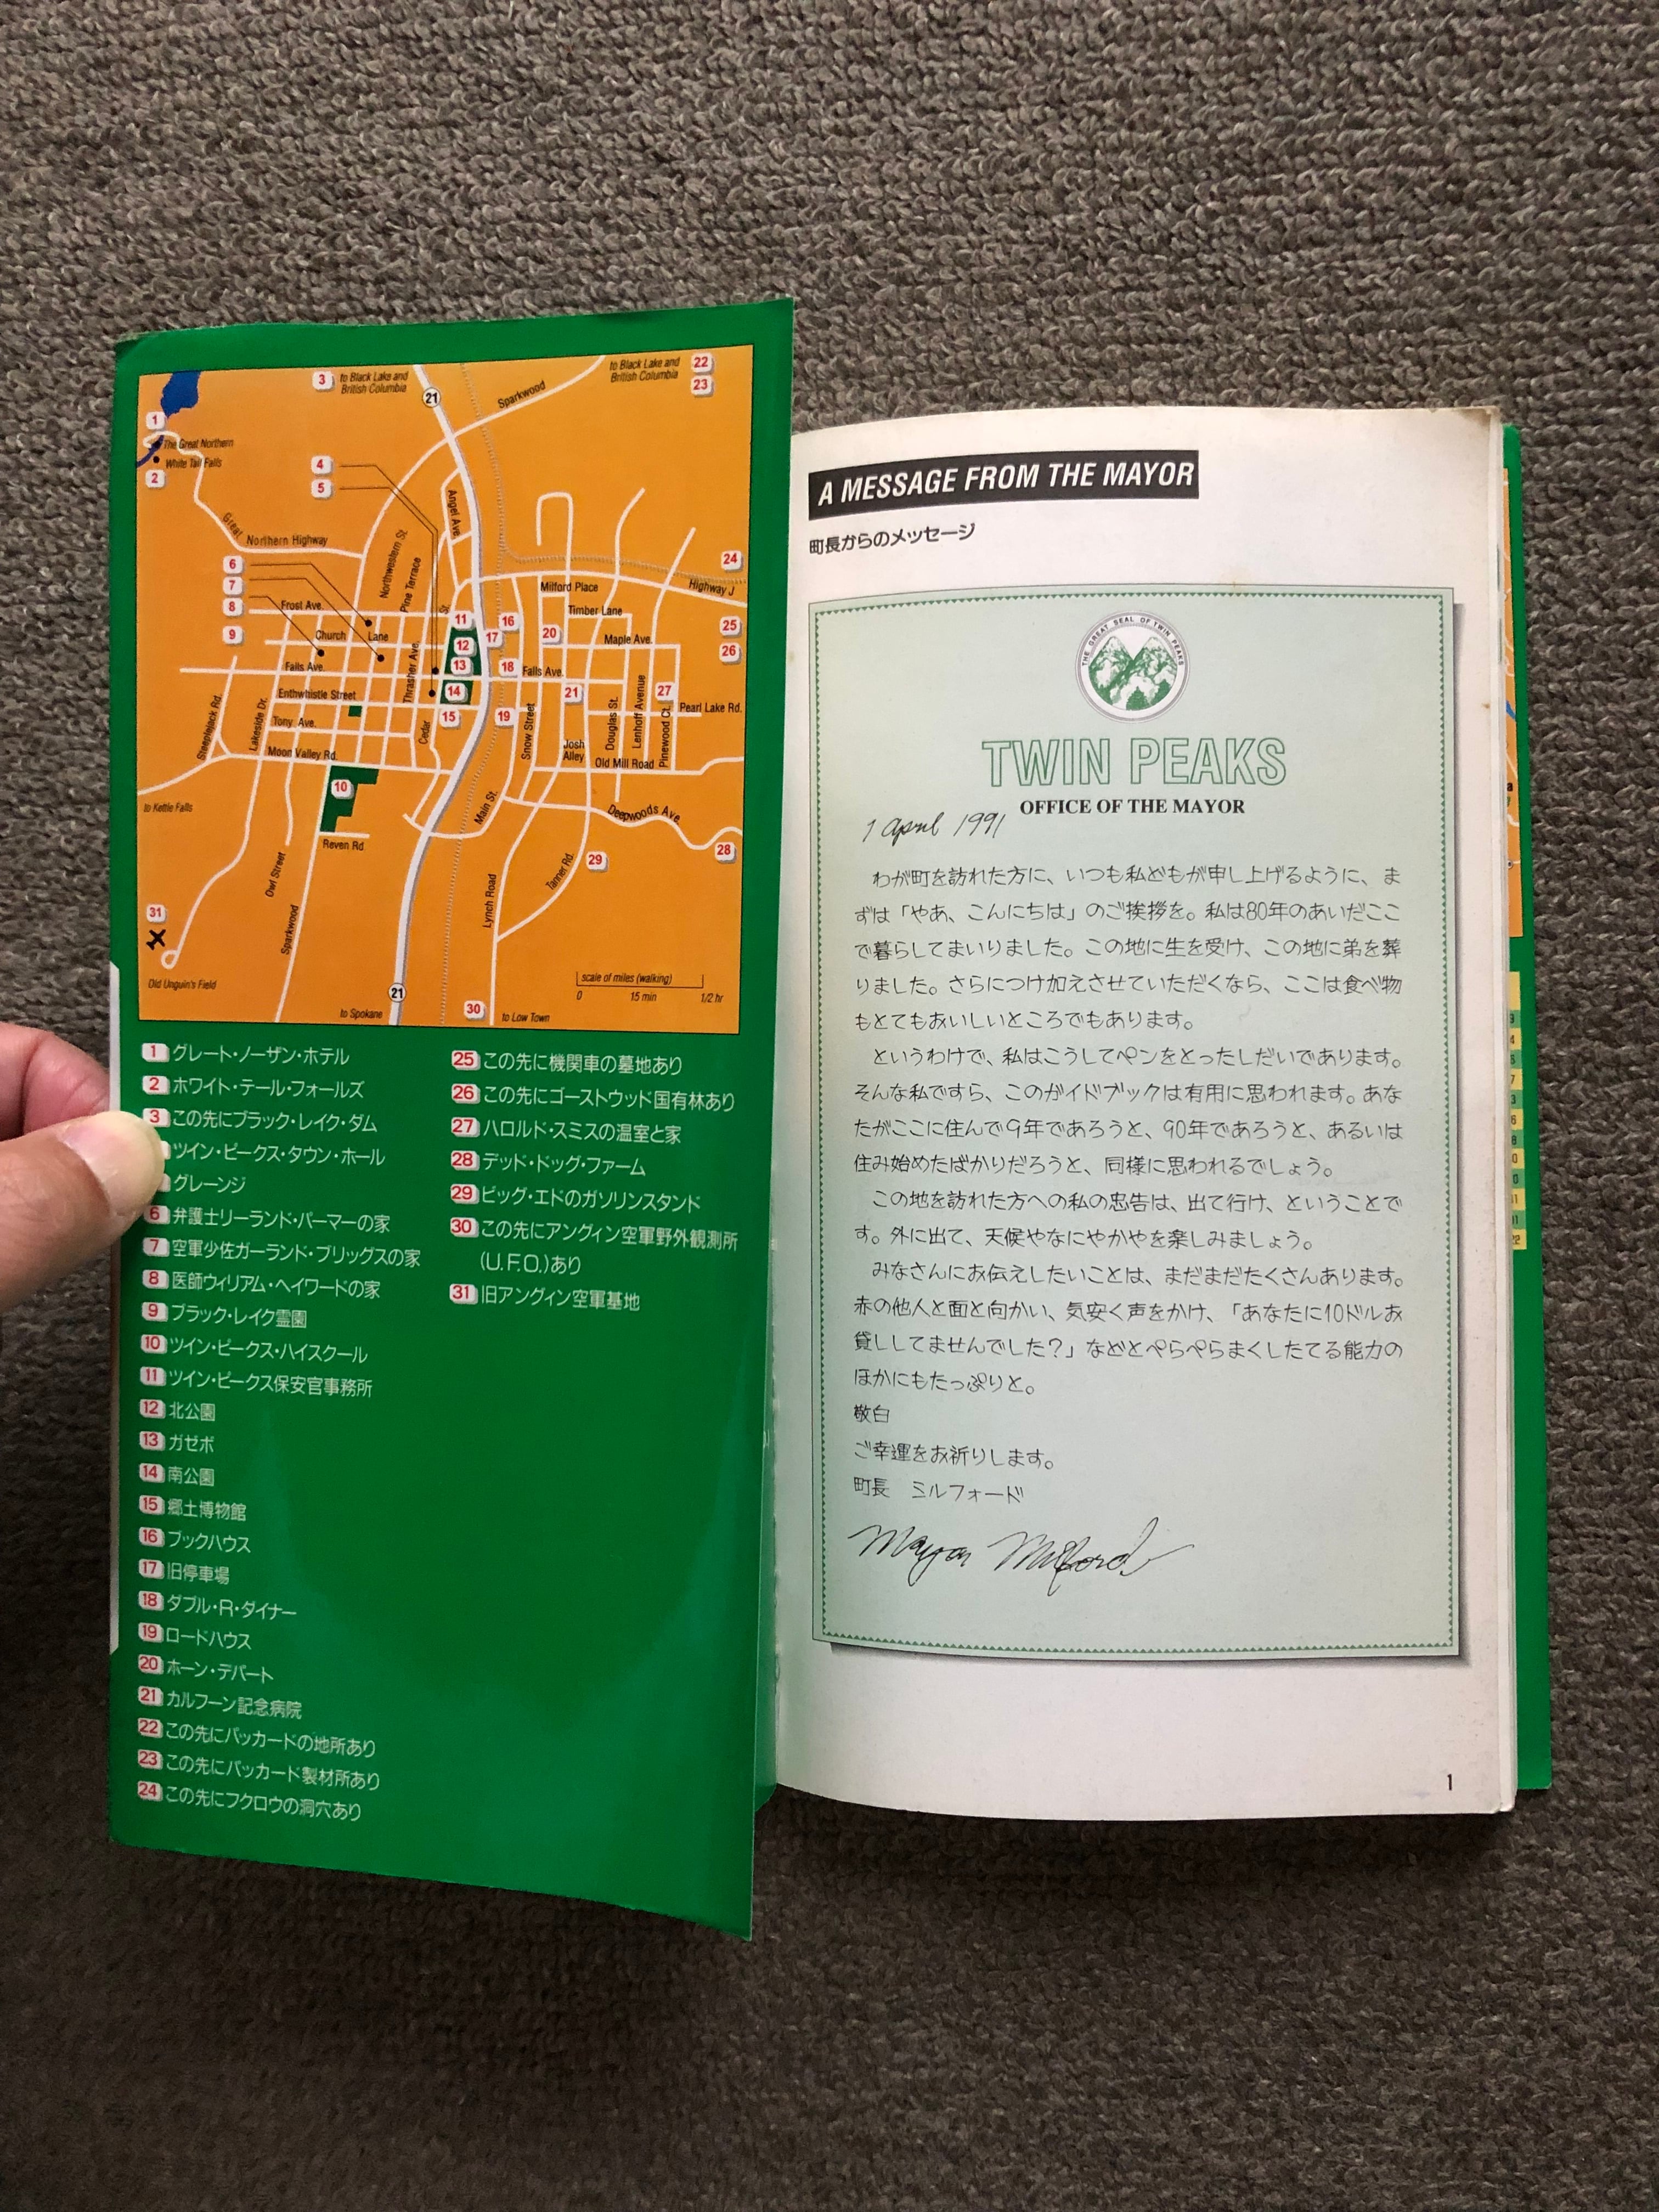 3
to Black Lake and
British Columbia
21
Sparkwood
to Black Lake and
British Columbia
22
23
1
The Great Northern
White Tail Falls
2
4
5
Angel Ave.
Great
Northern Highway
Northwestern St.
Pine Terrace
24
Highway J
6
7
8
9
Frost Ave.
Church Lane
Falls Ave.
Enthwhistle Street
Tony Ave.
Moon Valley Rd.
Steeplejack Rd.
Lakeside Dr.
Thrasher Ave.
Cedar
St.
11
12
13
14
15
16
17
18
19
Milford Place
Timber Lane
20
Maple Ave.
Falls Ave.
21
25
26
27
Pearl Lake Rd.
Snow Street
Josh
Alley
Douglas St.
Lenhoff Avenue
Pinewood Ct.
Old Mill Road
10
to Kettle Falls
Reven Rd
Owl Street
Sparkwood
Main St.
Deepwoods Ave.
28
29
Tanner Rd.
Lynch Road
31
Old Unguin's Field
scale of miles (walking)
0 15 min 1/2 hr
21
to Spokane
30
to Low Town
1 グレート・ノーザン・ホテル
2 ホワイト・テール・フォールズ
3 この先にブラック・レイク・ダム
ツイン・ピークス・タウン・ホール
グレーンジ
6 弁護士リーランド・パーマーの家
7 空軍少佐ガーランド・ブリッグスの家
8 医師ウィリアム・ヘイワードの家
9 ブラック・レイク霊園
10 ツイン・ピークス・ハイスクール
11 ツイン・ピークス保安官事務所
12 北公園
13 ガゼボ
14 南公園
15 郷土博物館
16 ブックハウス
17 旧停車場
18 ダブル・R・ダイナー
19 ロードハウス
20 ホーン・デパート
21 カルフーン記念病院
22 この先にパッカードの地所あり
23 この先にパッカード製材所あり
24 この先にフクロウの洞穴あり
25 この先に機関車の墓地あり
26 この先にゴーストウッド国有林あり
27 ハロルド・スミスの温室と家
28 デッド・ドッグ・ファーム
29 ビッグ・エドのガソリンスタンド
30 この先にアングィン空軍野外観測所
(U.F.O.)あり
31 旧アングィン空軍基地
A MESSAGE FROM THE MAYOR
町長からのメッセージ
THE GREAT SEAL OF TWIN PEAKS
TWIN PEAKS
OFFICE OF THE MAYOR
1 April 1991
わが町を訪れた方に、いつも私どもが申し上げるように、ま
ずは「やあ、こんにちは」のご挨拶を。私は80年のあいだここ
で暮らしてまいりました。この地に生を受け、この地に弟を葬
りました。さらにつけ加えさせていただくなら、ここは食べ物
もとてもおいしいところでもあります。
というわけで、私はこうしてペンをとったしだいであります。
そんな私ですら、このガイドブックは有用に思われます。あな
たがここに住んで9年であろうと、90年であろうと、あるいは
住み始めたばかりだろうと、同様に思われるでしょう。
この地を訪れた方への私の忠告は、出て行け、ということで
す。外に出て、天候やなにやかやを楽しみましょう。
みなさんにお伝えしたいことは、まだまだたくさんあります。
赤の他人と面と向かい、気安く声をかけ、「あなたに10ドルお
貸ししてませんでした?」などとぺらぺらまくしたてる能力の
ほかにもたっぷりと。
敬白
ご幸運をお祈りします。
町長 ミルフォード
Mayor Milford
1